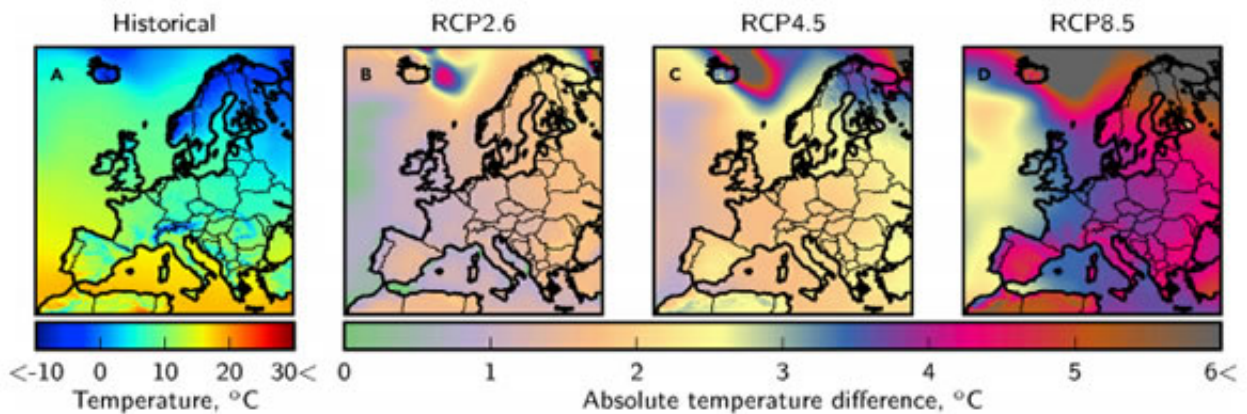 Historical RCP2.6 RCP4.5 RCP8.5
A B C D
<-10 0 10 20 30< 0 1 2 3 4 5 6<
Temperature, °C Absolute temperature difference, °C